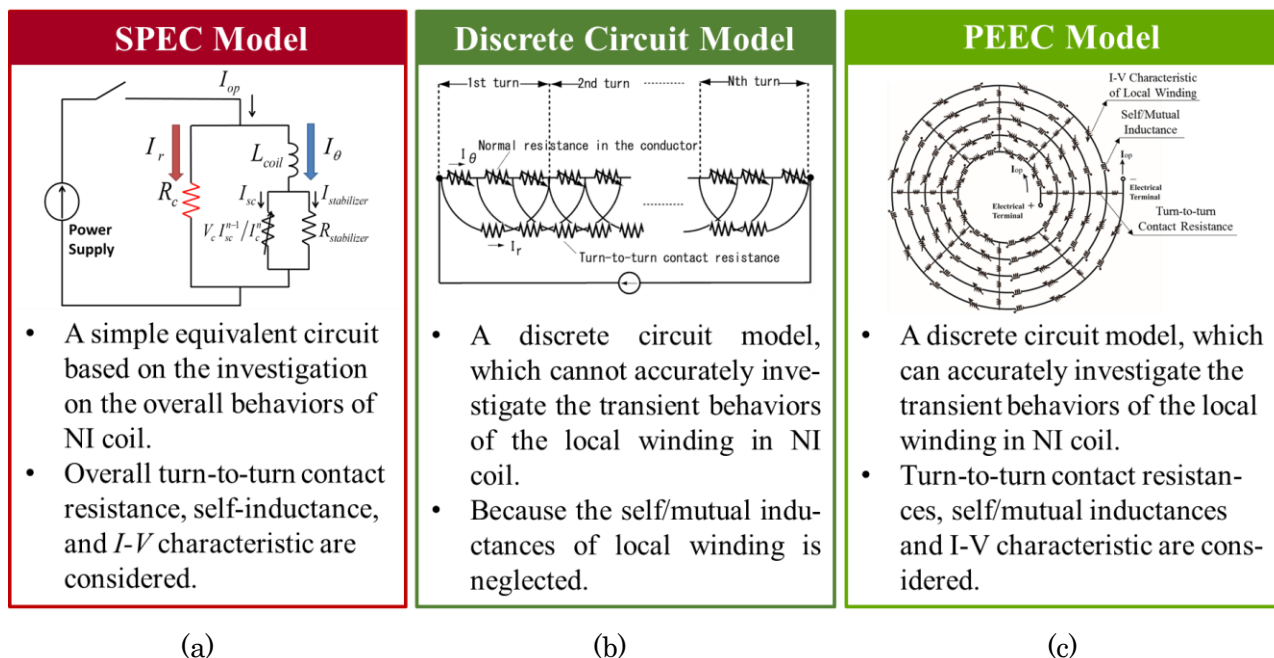 SPEC Model
I_op
I_r
L_coil
I_θ
R_c
I_sc
I_stabilizer
Power
Supply
V_c I_sc^{n-1}/I_c^n
R_stabilizer
• A simple equivalent circuit
based on the investigation
on the overall behaviors of
NI coil.
• Overall turn-to-turn contact
resistance, self-inductance,
and I-V characteristic are
considered.
(a)
Discrete Circuit Model
1st turn
2nd turn
Nth turn
Normal resistance in the conductor
I_θ
I_r
Turn-to-turn contact resistance
• A discrete circuit model,
which cannot accurately inve-
stigate the transient behaviors
of the local winding in NI
coil.
• Because the self/mutual indu-
ctances of local winding is
neglected.
(b)
PEEC Model
I-V Characteristic
of Local Winding
Self/Mutual
Inductance
I_op
I_op
−
Electrical
Terminal
Electrical
Terminal
+
Turn-to-turn
Contact Resistance
• A discrete circuit model, which
can accurately investigate the
transient behaviors of the local
winding in NI coil.
• Turn-to-turn contact resistan-
ces, self/mutual inductances
and I-V characteristic are cons-
idered.
(c)